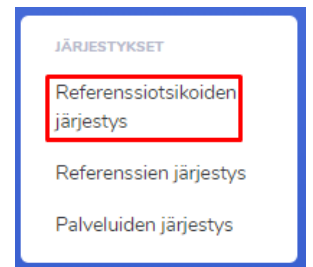 JÄRJESTYKSET
Referenssiotsikoiden
järjestys
Referenssien järjestys
Palveluiden järjestys